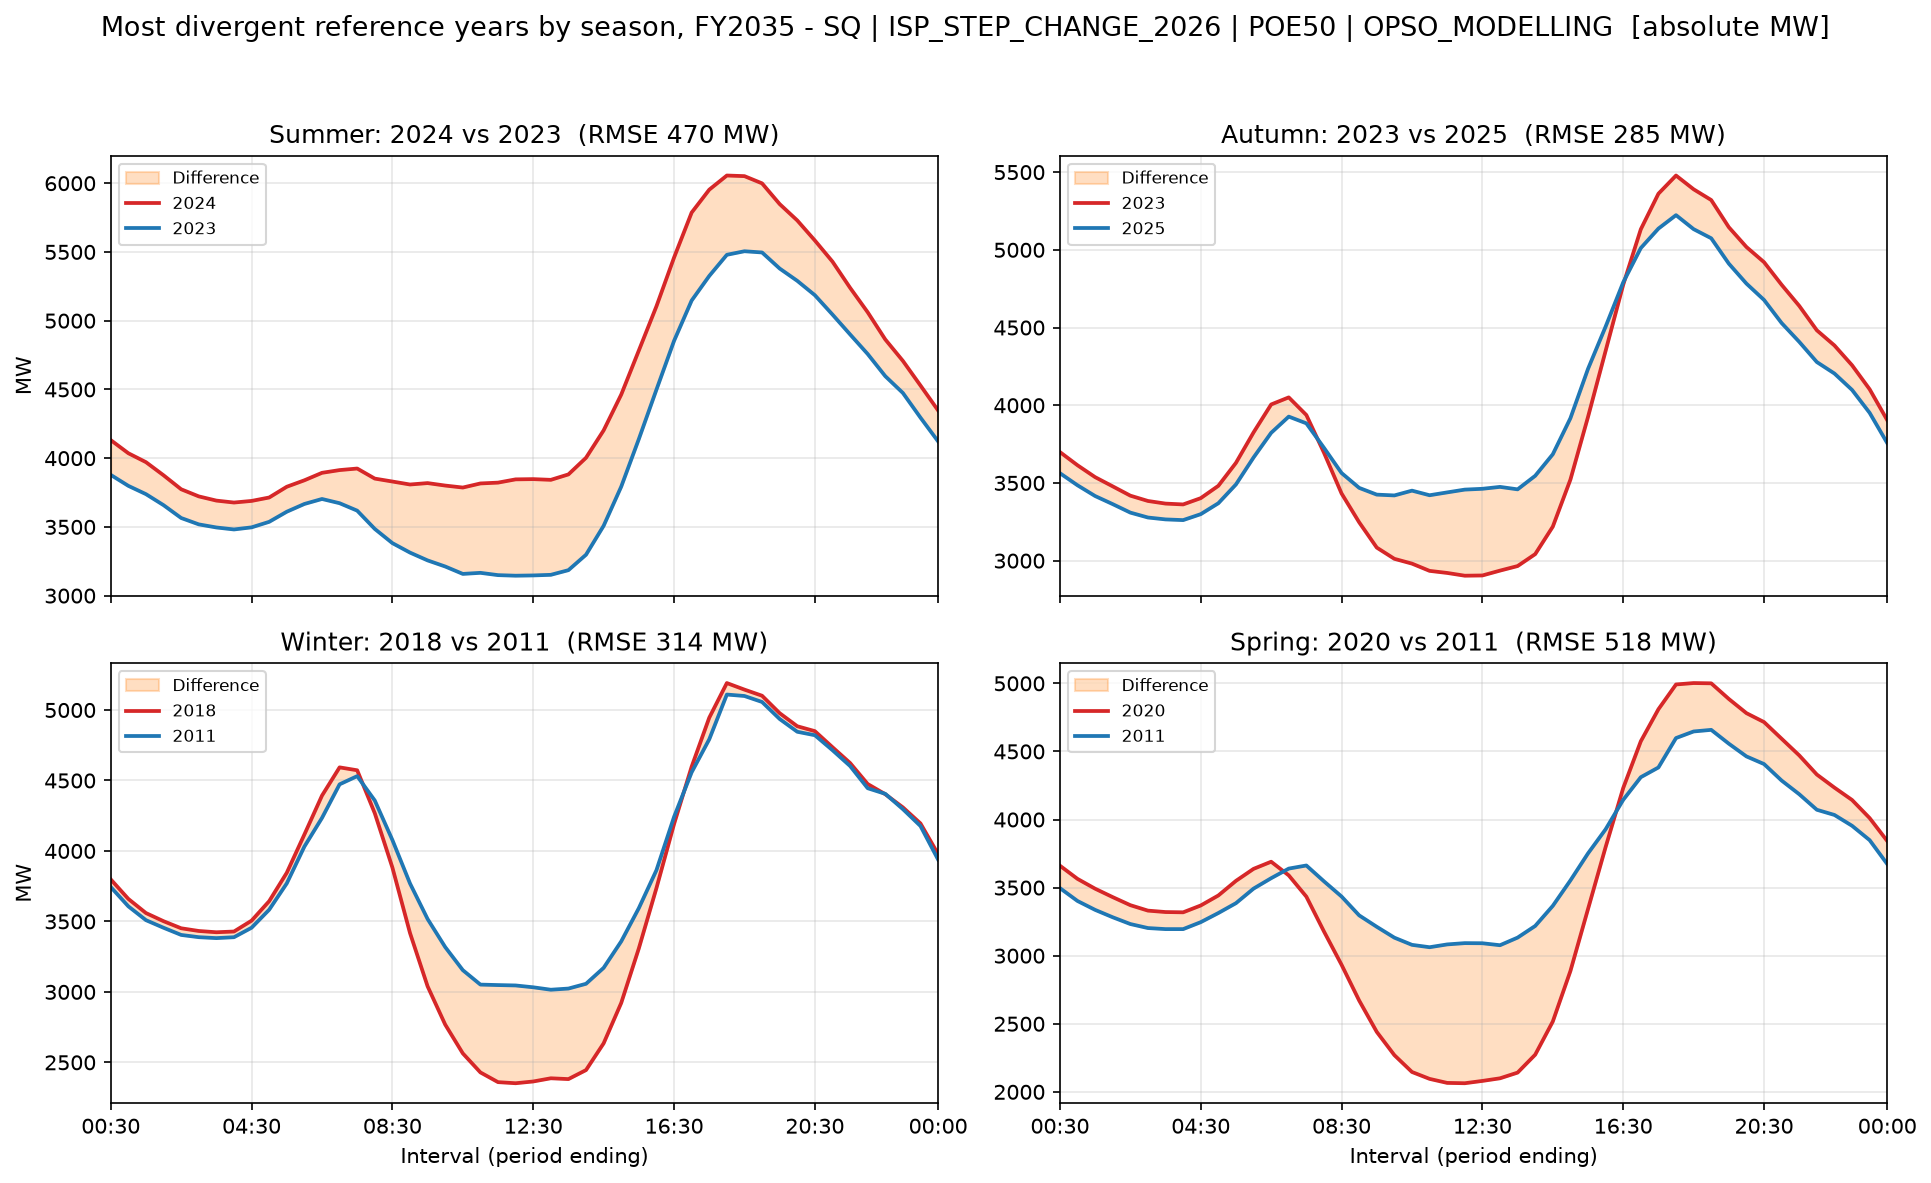 Most divergent reference years by season, FY2035 - SQ | ISP_STEP_CHANGE_2026 | POE50 | OPSO_MODELLING  [absolute MW]
Summer: 2024 vs 2023  (RMSE 470 MW)
Difference
2024
2023
6000
5500
5000
4500
4000
3500
3000
MW
Autumn: 2023 vs 2025  (RMSE 285 MW)
Difference
2023
2025
5500
5000
4500
4000
3500
3000
Winter: 2018 vs 2011  (RMSE 314 MW)
Difference
2018
2011
5000
4500
4000
3500
3000
2500
MW
00:30 04:30 08:30 12:30 16:30 20:30 00:00
Interval (period ending)
Spring: 2020 vs 2011  (RMSE 518 MW)
Difference
2020
2011
5000
4500
4000
3500
3000
2500
2000
00:30 04:30 08:30 12:30 16:30 20:30 00:00
Interval (period ending)